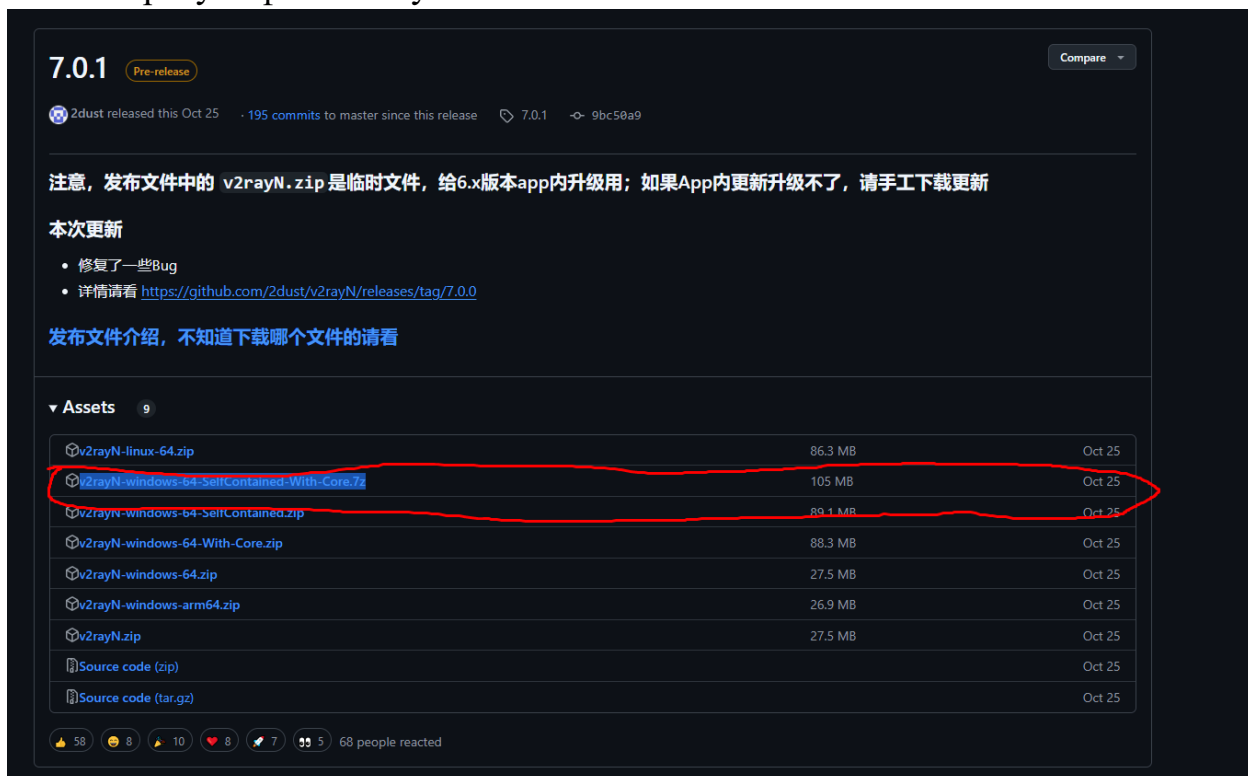 7.0.1 Pre-release
Compare
2dust released this Oct 25 · 195 commits to master since this release 7.0.1 9bc50a9
注意，发布文件中的 v2rayN.zip 是临时文件，给6.x版本app内升级用；如果App内更新升级不了，请手工下载更新
本次更新
• 修复了一些Bug
• 详情请看 https://github.com/2dust/v2rayN/releases/tag/7.0.0
发布文件介绍，不知道下载哪个文件的请看
Assets 9
v2rayN-linux-64.zip 86.3 MB Oct 25
v2rayN-windows-64-SelfContained-With-Core.7z 105 MB Oct 25
v2rayN-windows-64-SelfContained.zip 89.1 MB Oct 25
v2rayN-windows-64-With-Core.zip 88.3 MB Oct 25
v2rayN-windows-64.zip 27.5 MB Oct 25
v2rayN-windows-arm64.zip 26.9 MB Oct 25
v2rayN.zip 27.5 MB Oct 25
Source code (zip) Oct 25
Source code (tar.gz) Oct 25
👍 58 😄 8 🎉 10 ❤️ 8 🚀 7 👀 5 68 people reacted